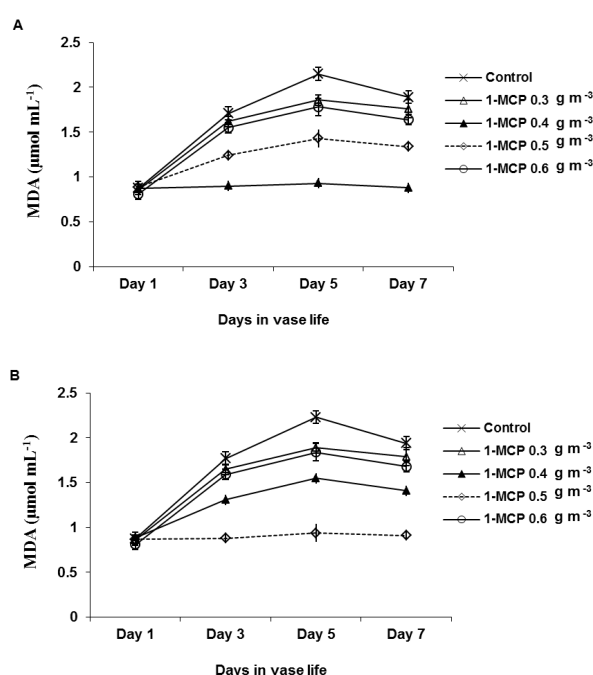 A
MDA (µmol mL⁻¹)
2.5
2
1.5
1
0.5
0
Day 1 Day 3 Day 5 Day 7
Days in vase life
Control
1-MCP 0.3 g m⁻³
1-MCP 0.4 g m⁻³
1-MCP 0.5 g m⁻³
1-MCP 0.6 g m⁻³
B
MDA (µmol mL⁻¹)
2.5
2
1.5
1
0.5
0
Day 1 Day 3 Day 5 Day 7
Days in vase life
Control
1-MCP 0.3 g m⁻³
1-MCP 0.4 g m⁻³
1-MCP 0.5 g m⁻³
1-MCP 0.6 g m⁻³